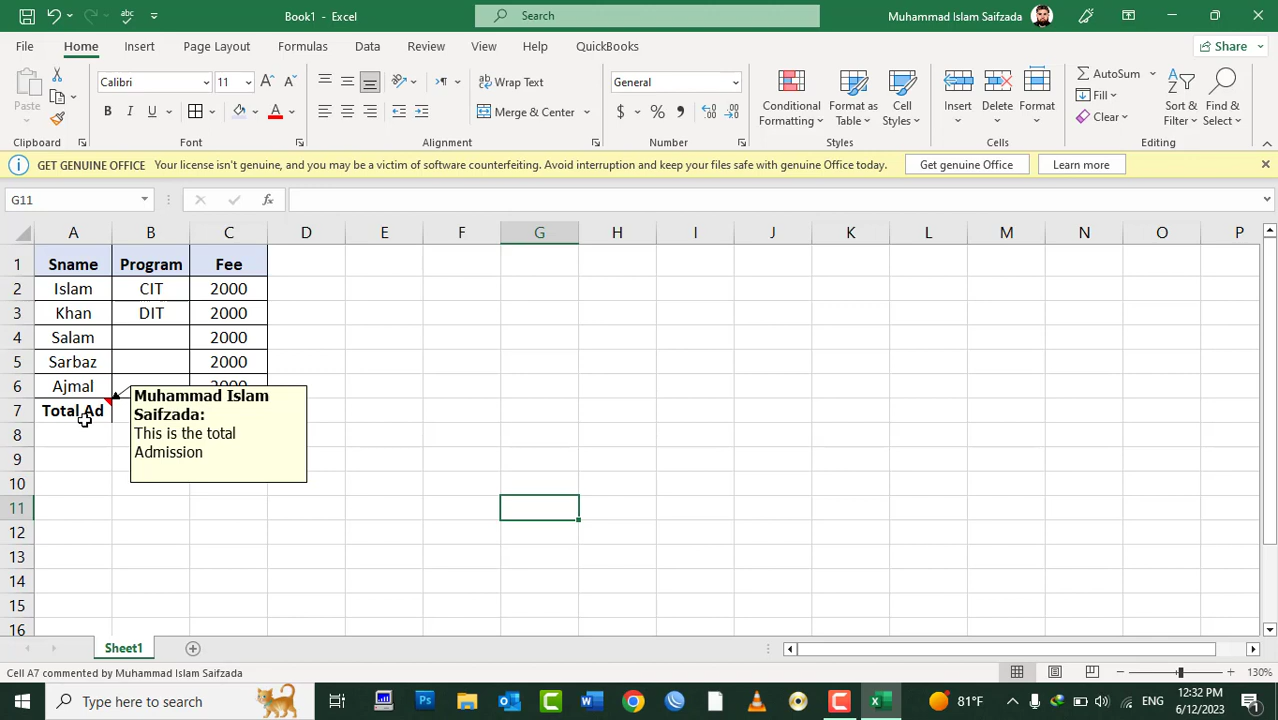 Book1 - Excel
Search
Muhammad Islam Saifzada
File
Home
Insert
Page Layout
Formulas
Data
Review
View
Help
QuickBooks
Share
Paste
Clipboard
Calibri
11
B I U
A
Font
Wrap Text
Merge & Center
Alignment
General
$ % ,
Number
Conditional Formatting
Format as Table
Cell Styles
Styles
Insert
Delete
Format
Cells
AutoSum
Fill
Clear
Sort & Filter
Find & Select
Editing
GET GENUINE OFFICE Your license isn't genuine, and you may be a victim of software counterfeiting. Avoid interruption and keep your files safe with genuine Office today.
Get genuine Office
Learn more
G11
fx
A B C D E F G H I J K L M N O P
1 Sname Program Fee
2 Islam CIT 2000
3 Khan DIT 2000
4 Salam 2000
5 Sarbaz 2000
6 Ajmal 2000
7 Total Ad
Muhammad Islam
Saifzada:
This is the total
Admission
8
9
10
11
12
13
14
15
16
Sheet1
Cell A7 commented by Muhammad Islam Saifzada
130%
Type here to search
81°F
ENG
12:32 PM
6/12/2023
1